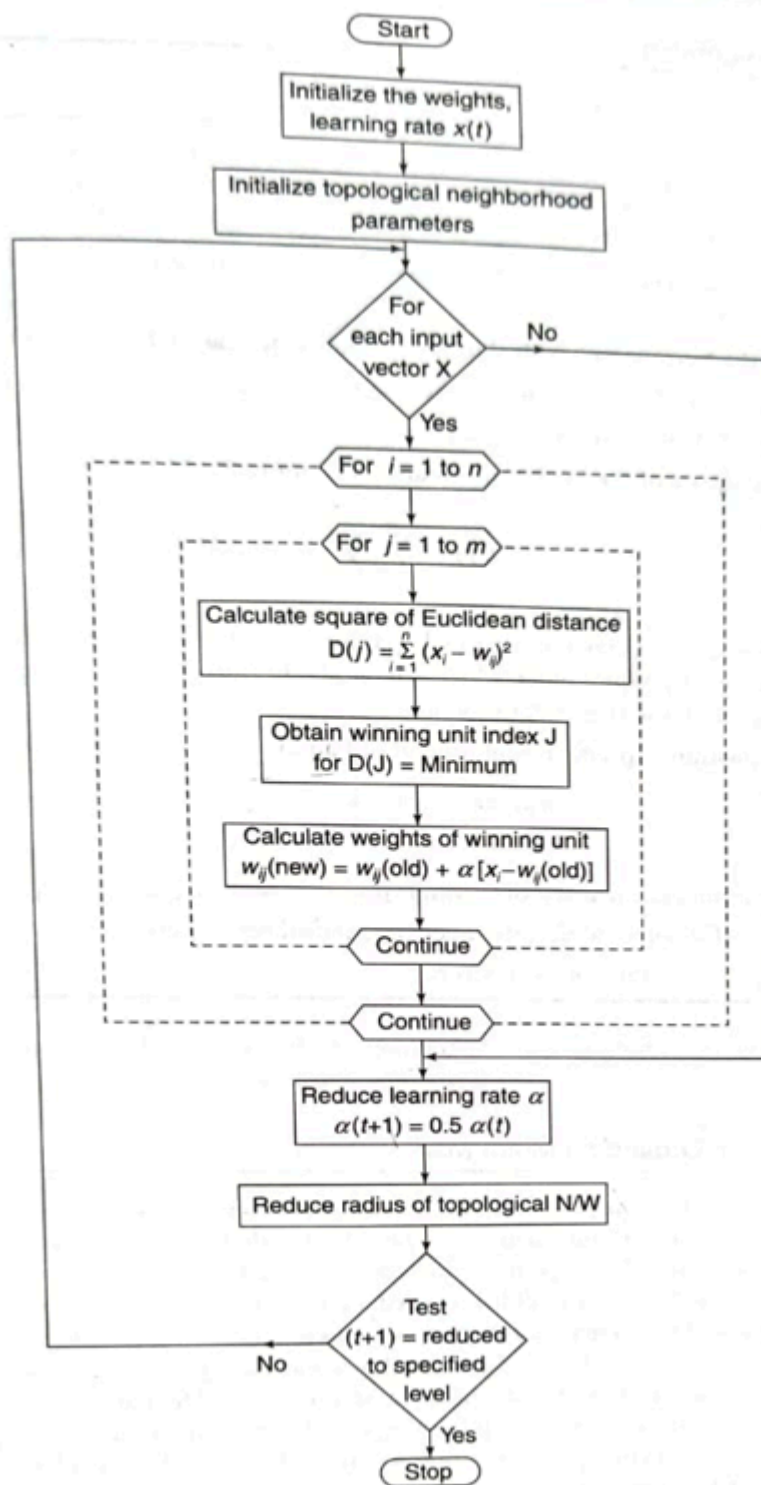 Start
Initialize the weights,
learning rate x(t)
Initialize topological neighborhood
parameters
For
each input
vector X
No
Yes
For i = 1 to n
For j = 1 to m
Calculate square of Euclidean distance
D(j) = Σ_{i=1}^{n} (x_i – w_ij)²
Obtain winning unit index J
for D(J) = Minimum
Calculate weights of winning unit
w_ij(new) = w_ij(old) + α [x_i–w_ij(old)]
Continue
Continue
Reduce learning rate α
α(t+1) = 0.5 α(t)
Reduce radius of topological N/W
Test
(t+1) = reduced
to specified
level
No
Yes
Stop